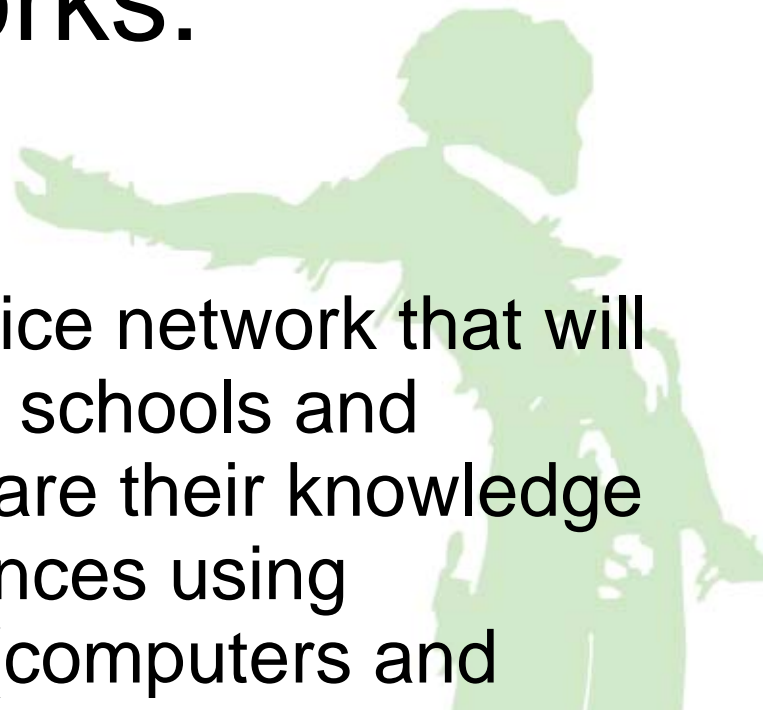 orks.
ice network that will
schools and
are their knowledge
nces using
computers and